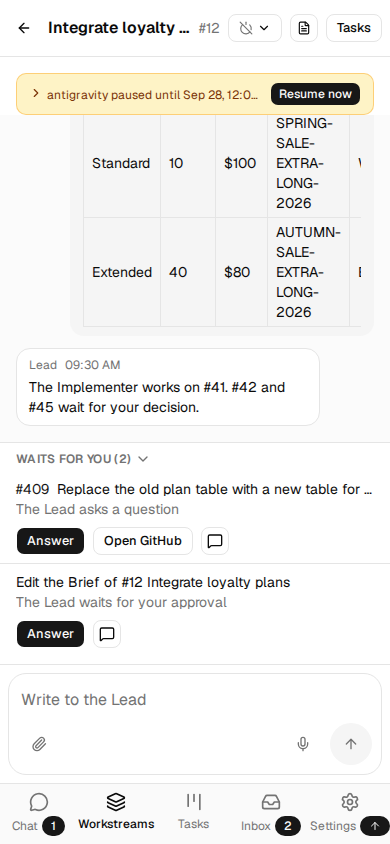 Integrate loyalty ... #12 Tasks
antigravity paused until Sep 28, 12:0... Resume now
SPRING-
SALE-
EXTRA-
LONG-
2026
Standard 10 $100
AUTUMN-
SALE-
EXTRA-
LONG-
2026
Extended 40 $80
Lead 09:30 AM
The Implementer works on #41. #42 and
#45 wait for your decision.
WAITS FOR YOU (2)
#409 Replace the old plan table with a new table for ...
The Lead asks a question
Answer Open GitHub
Edit the Brief of #12 Integrate loyalty plans
The Lead waits for your approval
Answer
Write to the Lead
Chat 1 Workstreams Tasks Inbox 2 Settings